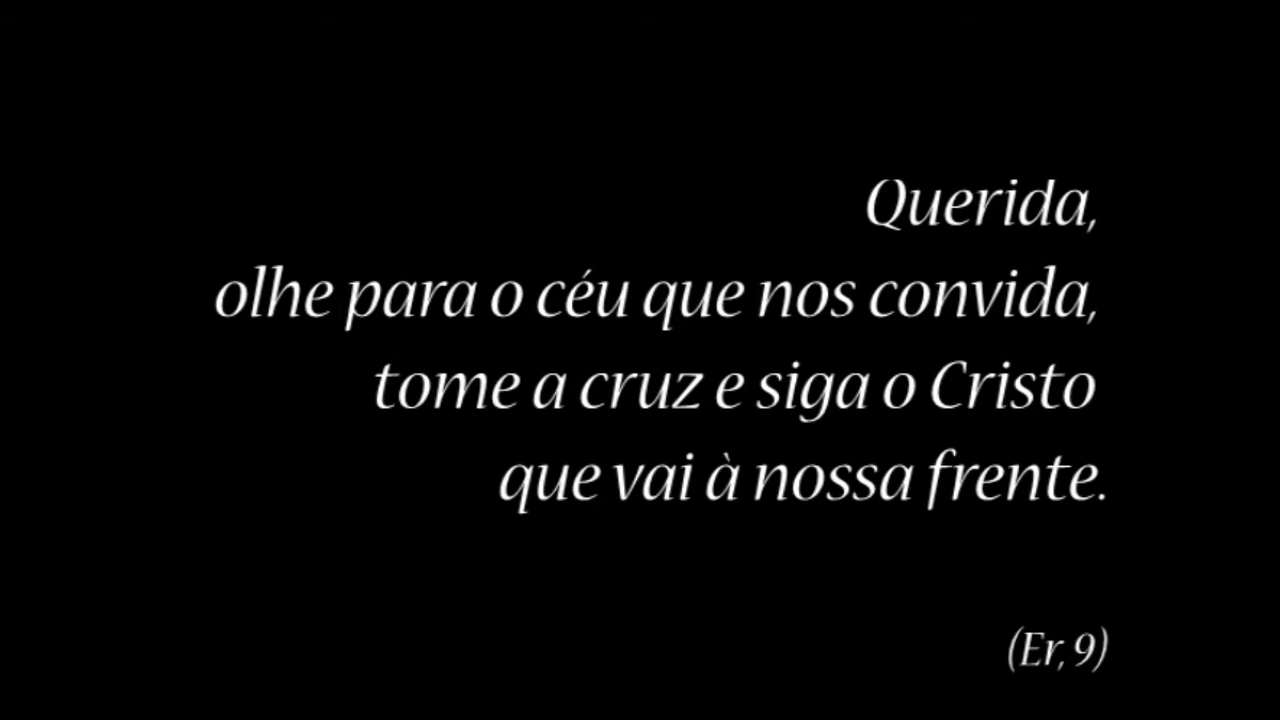 Querida,
olhe para o céu que nos convida,
tome a cruz e siga o Cristo
que vai à nossa frente.
(Er, 9)